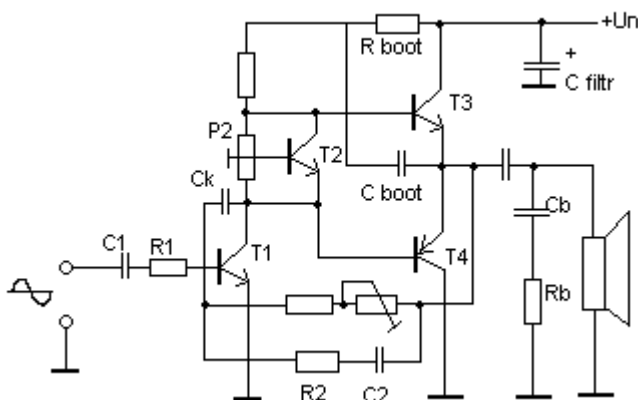 +Un
R boot
+
C filtr
T3
P2
T2
Ck
C boot
Cb
C1
R1
T1
T4
Rb
R2
C2